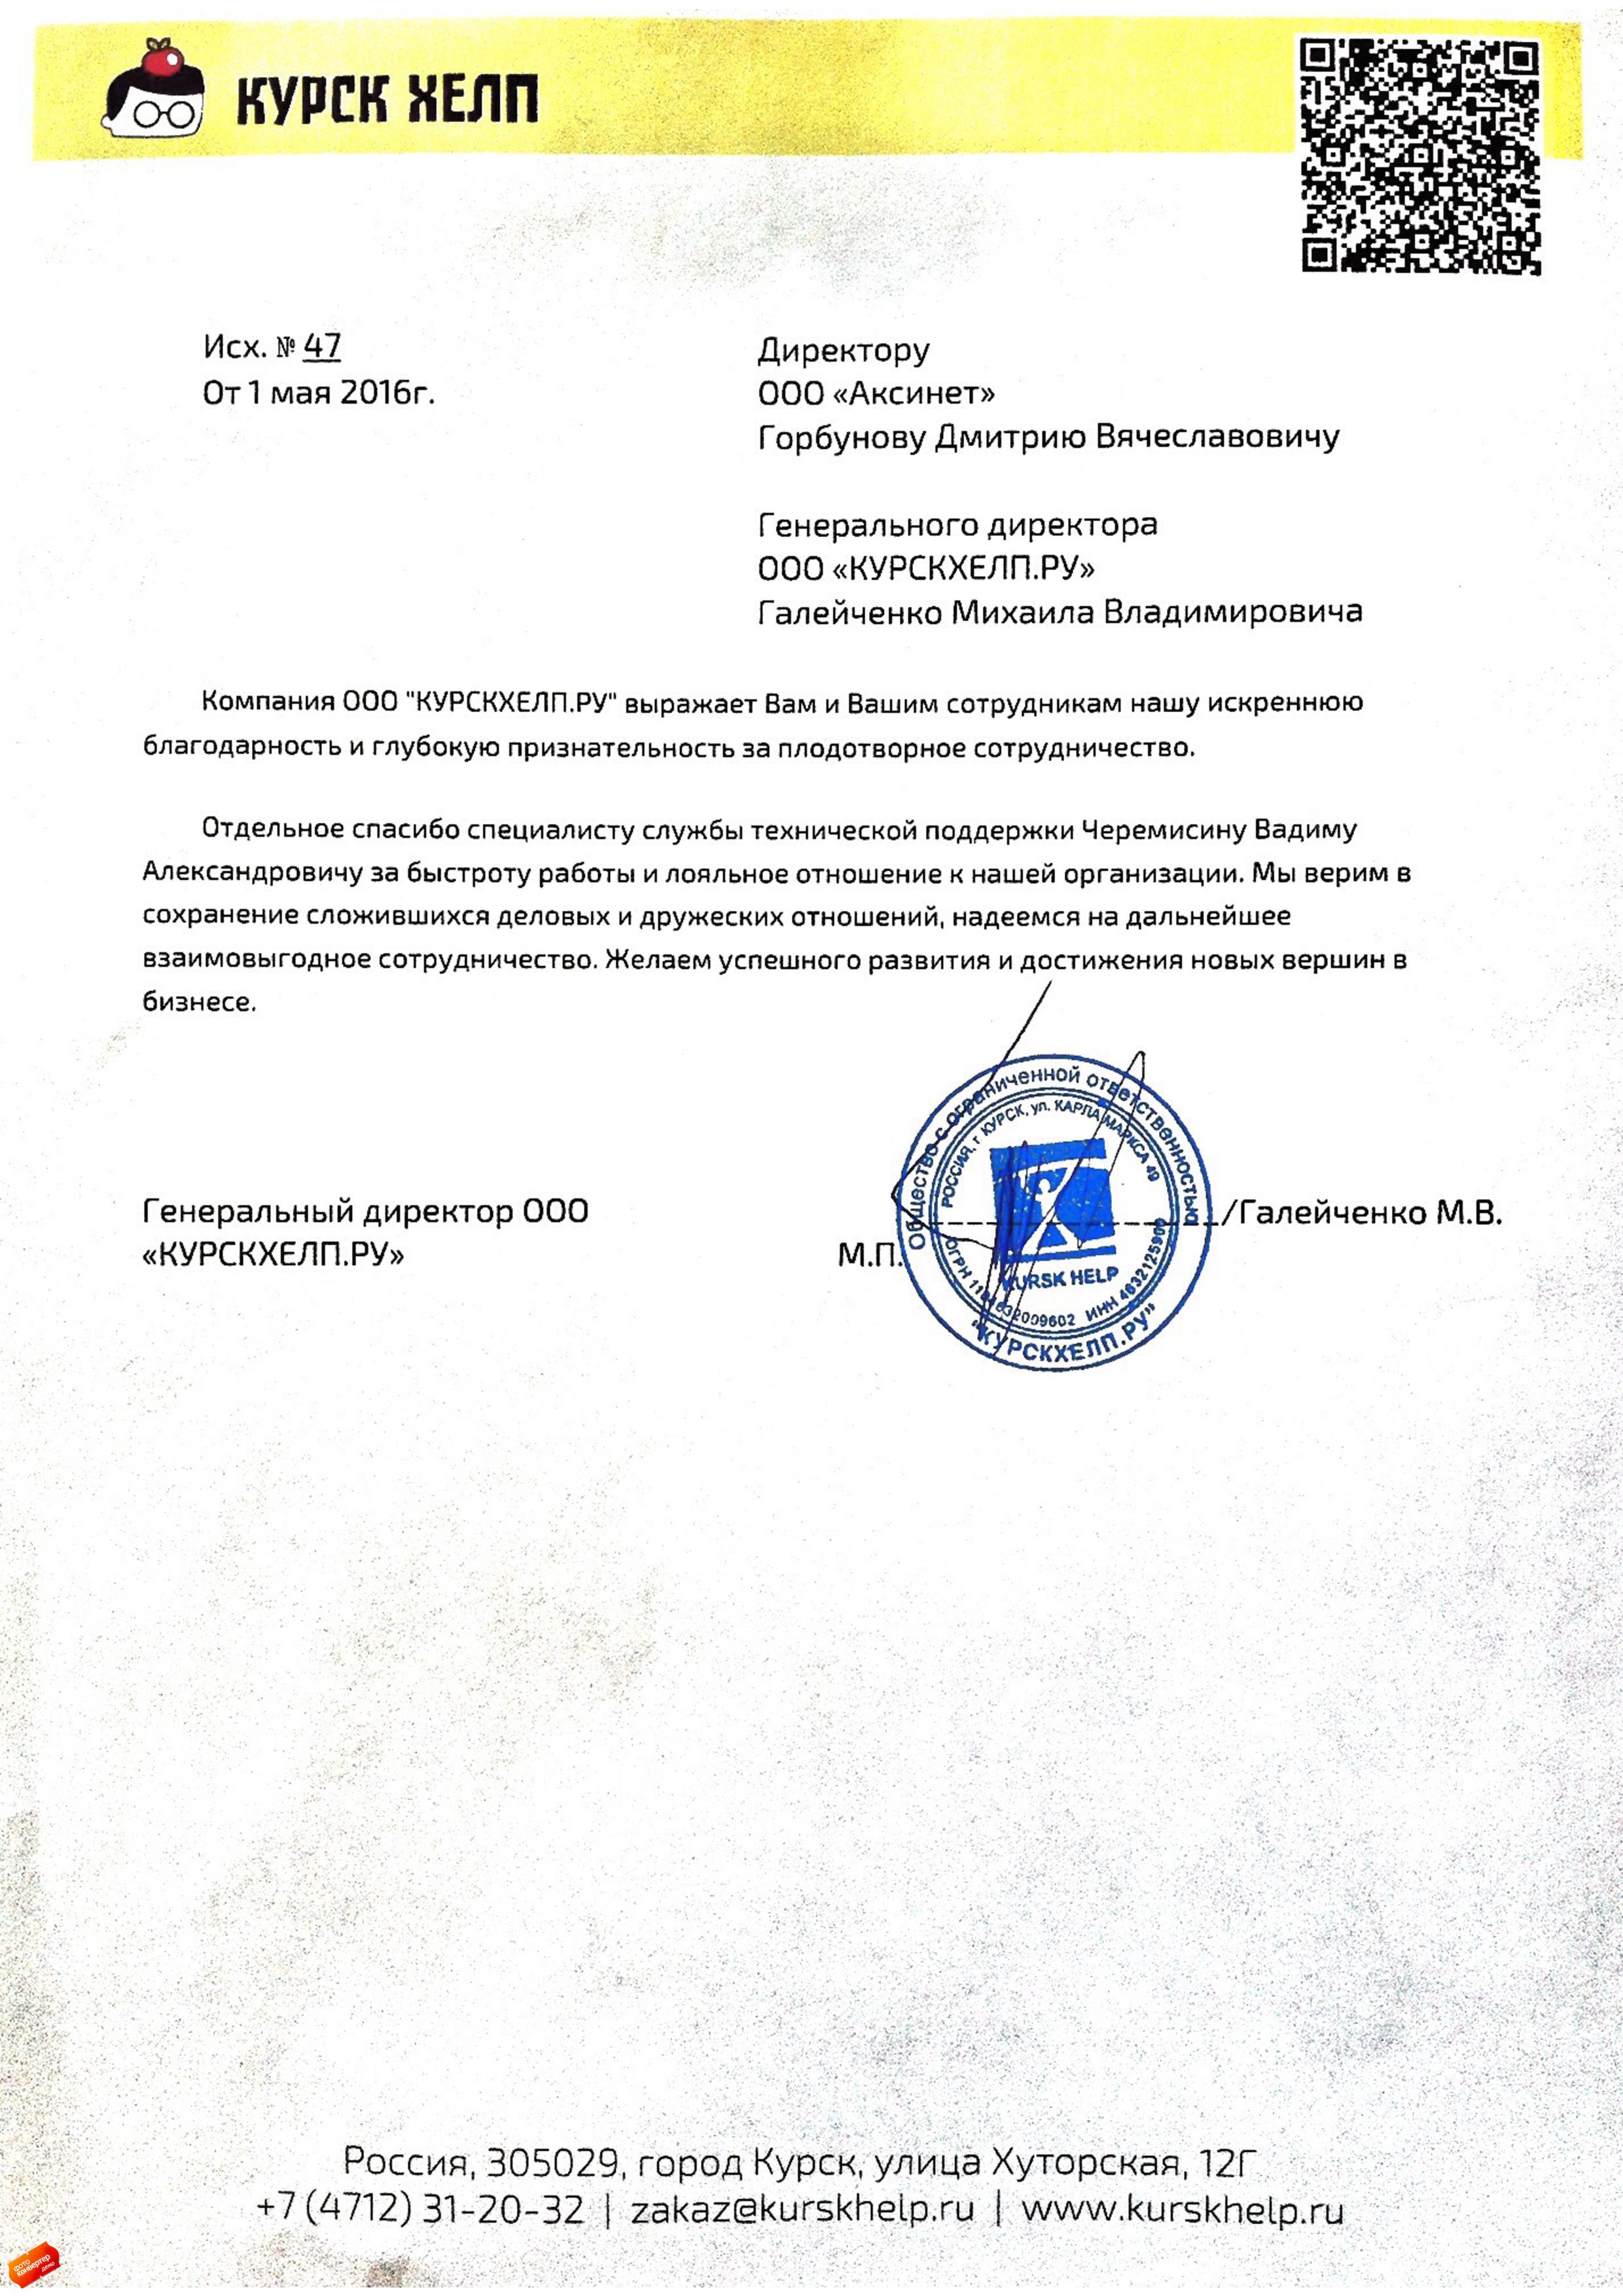 КУРСК ХЕЛП
Исх. № 47
От 1 мая 2016г.
Директору
ООО «Аксинет»
Горбунову Дмитрию Вячеславовичу
Генерального директора
ООО «КУРСКХЕЛП.РУ»
Галейченко Михаила Владимировича
Компания ООО "КУРСКХЕЛП.РУ" выражает Вам и Вашим сотрудникам нашу искреннюю
благодарность и глубокую признательность за плодотворное сотрудничество.
Отдельное спасибо специалисту службы технической поддержки Черемисину Вадиму
Александровичу за быстроту работы и лояльное отношение к нашей организации. Мы верим в
сохранение сложившихся деловых и дружеских отношений, надеемся на дальнейшее
взаимовыгодное сотрудничество. Желаем успешного развития и достижения новых вершин в
бизнесе.
Генеральный директор ООО
«КУРСКХЕЛП.РУ»
М.П.
/Галейченко М.В.
Общество с ограниченной ответственностью
РОССИЯ, г. КУРСК, ул. КАРЛА МАРКСА 49
KURSK HELP
ОГРН
ИНН 4632125900
"КУРСКХЕЛП.РУ"
Россия, 305029, город Курск, улица Хуторская, 12Г
+7 (4712) 31-20-32 | zakaz@kurskhelp.ru | www.kurskhelp.ru
фото
конвертер
демо